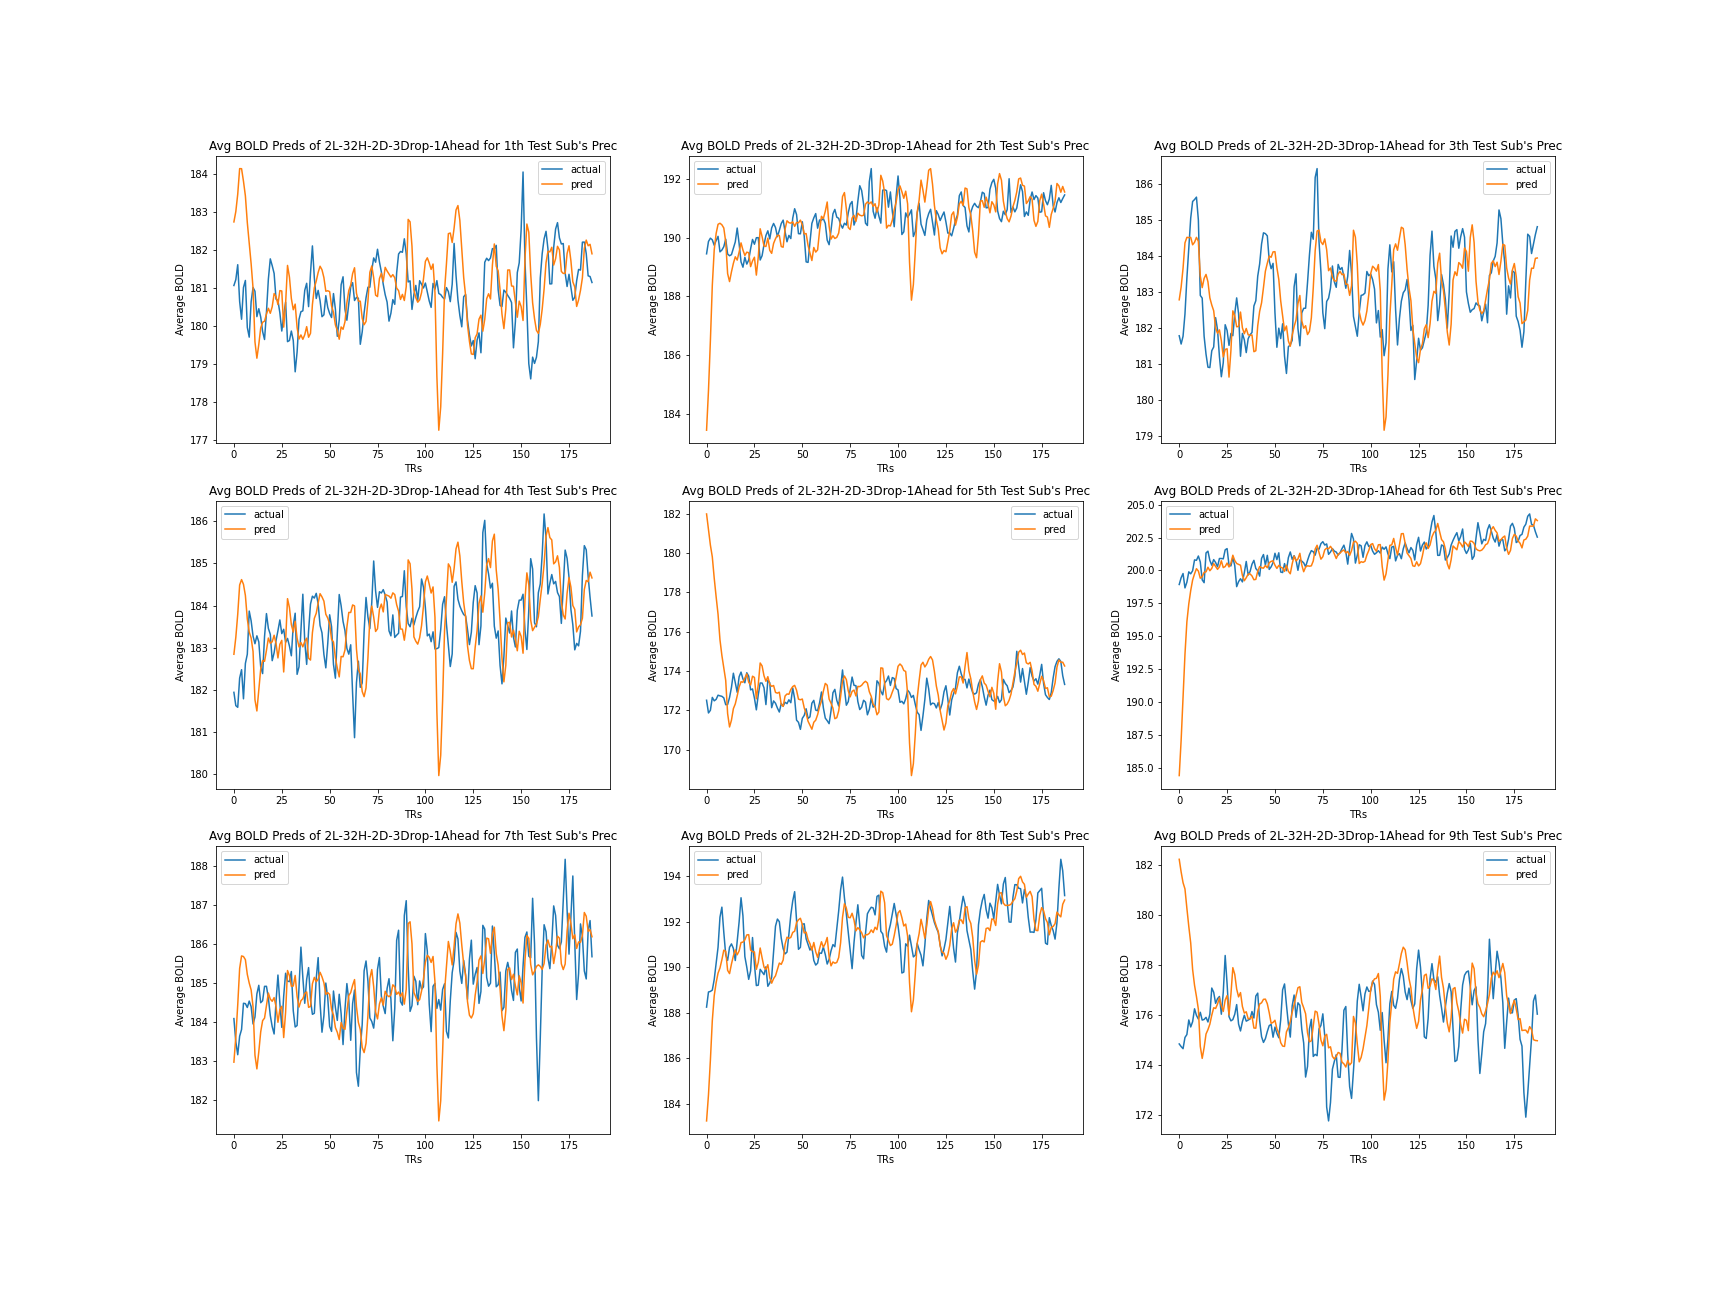 Avg BOLD Preds of 2L-32H-2D-3Drop-1Ahead for 1th Test Sub's Prec
actual
pred
184
183
182
181
180
179
178
177
Average BOLD
0 25 50 75 100 125 150 175
TRs
Avg BOLD Preds of 2L-32H-2D-3Drop-1Ahead for 2th Test Sub's Prec
actual
pred
192
190
188
186
184
Average BOLD
0 25 50 75 100 125 150 175
TRs
Avg BOLD Preds of 2L-32H-2D-3Drop-1Ahead for 3th Test Sub's Prec
actual
pred
186
185
184
183
182
181
180
179
Average BOLD
0 25 50 75 100 125 150 175
TRs
Avg BOLD Preds of 2L-32H-2D-3Drop-1Ahead for 4th Test Sub's Prec
actual
pred
186
185
184
183
182
181
180
Average BOLD
0 25 50 75 100 125 150 175
TRs
Avg BOLD Preds of 2L-32H-2D-3Drop-1Ahead for 5th Test Sub's Prec
actual
pred
182
180
178
176
174
172
170
Average BOLD
0 25 50 75 100 125 150 175
TRs
Avg BOLD Preds of 2L-32H-2D-3Drop-1Ahead for 6th Test Sub's Prec
actual
pred
205.0
202.5
200.0
197.5
195.0
192.5
190.0
187.5
185.0
Average BOLD
0 25 50 75 100 125 150 175
TRs
Avg BOLD Preds of 2L-32H-2D-3Drop-1Ahead for 7th Test Sub's Prec
actual
pred
188
187
186
185
184
183
182
Average BOLD
0 25 50 75 100 125 150 175
TRs
Avg BOLD Preds of 2L-32H-2D-3Drop-1Ahead for 8th Test Sub's Prec
actual
pred
194
192
190
188
186
184
Average BOLD
0 25 50 75 100 125 150 175
TRs
Avg BOLD Preds of 2L-32H-2D-3Drop-1Ahead for 9th Test Sub's Prec
actual
pred
182
180
178
176
174
172
Average BOLD
0 25 50 75 100 125 150 175
TRs